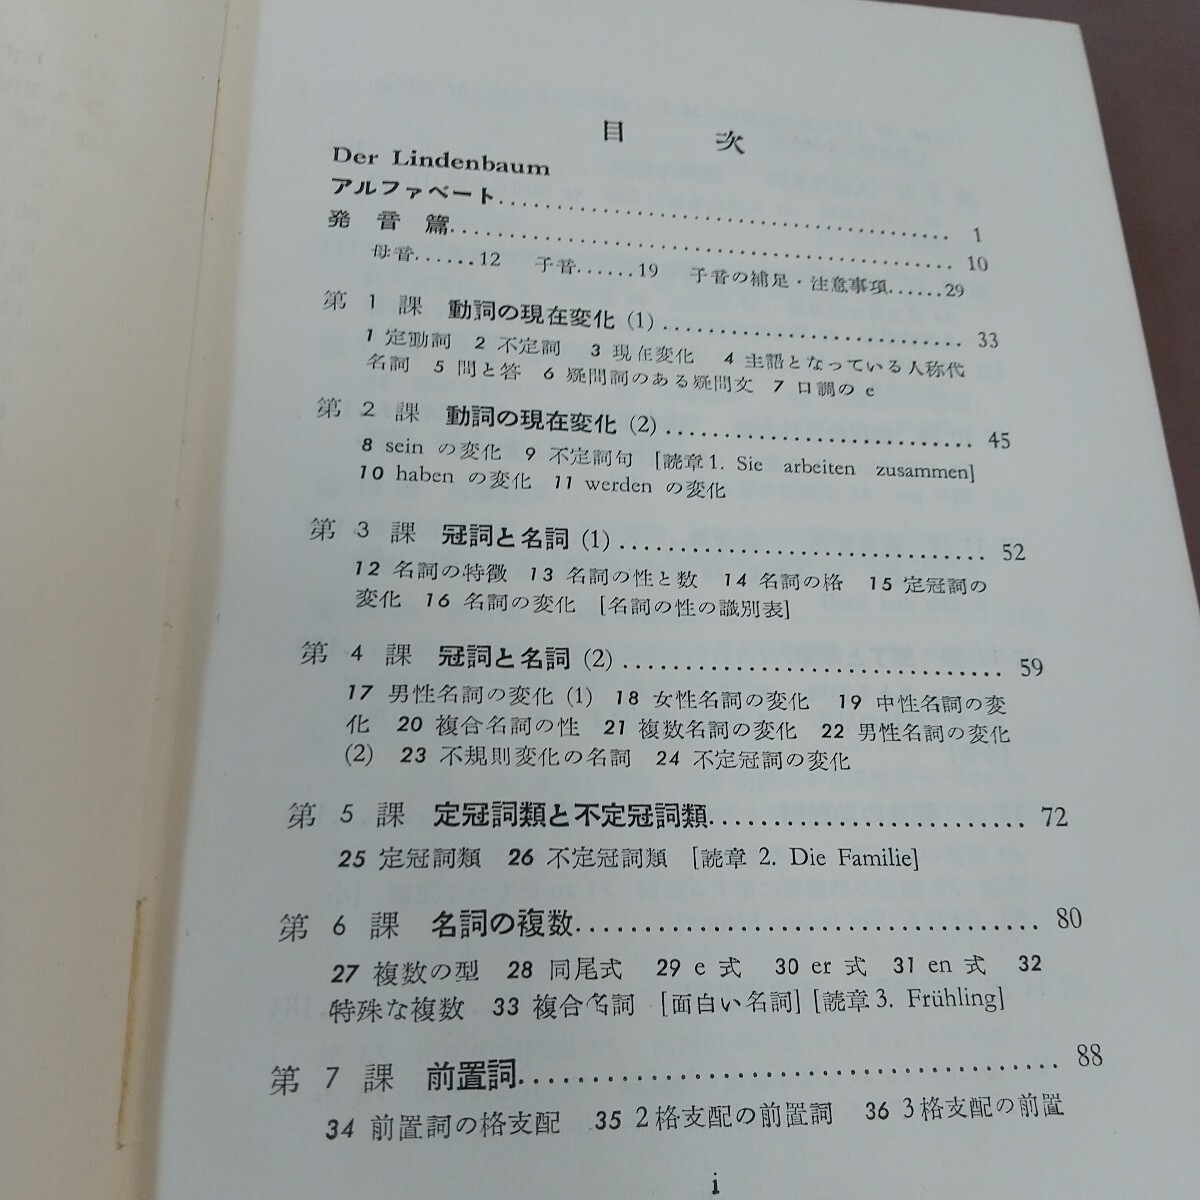 目次
Der Lindenbaum
アルファベート……………………………………1
発音篇……………………………………10
母音……12 子音……19 子音の補足・注意事項……29
第1課 動詞の現在変化 (1)……………………………33
1 定動詞 2 不定詞 3 現在変化 4 主語となっている人称代
名詞 5 問と答 6 疑問詞のある疑問文 7 口調の e
第2課 動詞の現在変化 (2)……………………………45
8 sein の変化 9 不定詞句 [読章1. Sie arbeiten zusammen]
10 haben の変化 11 werden の変化
第3課 冠詞と名詞 (1)……………………………52
12 名詞の特徴 13 名詞の性と数 14 名詞の格 15 定冠詞の
変化 16 名詞の変化 [名詞の性の識別表]
第4課 冠詞と名詞 (2)……………………………59
17 男性名詞の変化 (1) 18 女性名詞の変化 19 中性名詞の変
化 20 複合名詞の性 21 複数名詞の変化 22 男性名詞の変化
(2) 23 不規則変化の名詞 24 不定冠詞の変化
第5課 定冠詞類と不定冠詞類……………………………72
25 定冠詞類 26 不定冠詞類 [読章 2. Die Familie]
第6課 名詞の複数……………………………80
27 複数の型 28 同尾式 29 e 式 30 er 式 31 en 式 32
特殊な複数 33 複合名詞 [面白い名詞] [読章3. Frühling]
第7課 前置詞……………………………88
34 前置詞の格支配 35 2格支配の前置詞 36 3格支配の前置
i